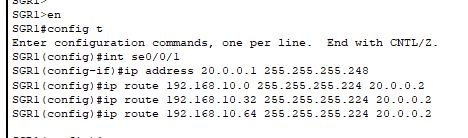 SGR1>
SGR1>en
SGR1#config t
Enter configuration commands, one per line.  End with CNTL/Z.
SGR1(config)#int se0/0/1
SGR1(config-if)#ip address 20.0.0.1 255.255.255.248
SGR1(config)#ip route 192.168.10.0 255.255.255.224 20.0.0.2
SGR1(config)#ip route 192.168.10.32 255.255.255.224 20.0.0.2
SGR1(config)#ip route 192.168.10.64 255.255.255.224 20.0.0.2